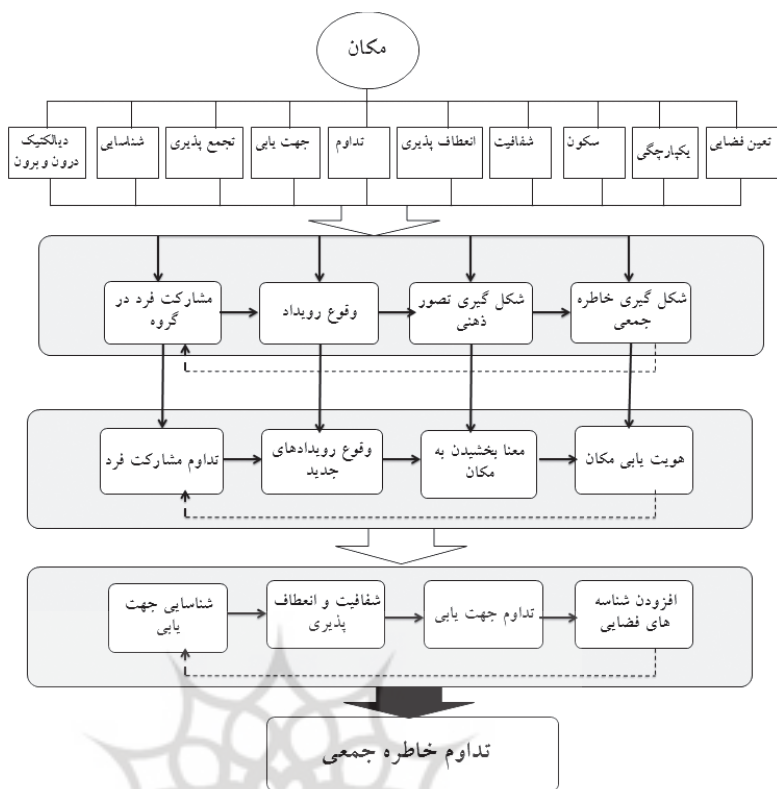 مکان
تعین فضایی
یکپارچگی
سکون
شفافیت
انعطاف پذیری
تداوم
جهت یابی
تجمع پذیری
شناسایی
دیالکتیک
درون و برون
مشارکت فرد در
گروه
وقوع رویداد
شکل گیری تصور
ذهنی
شکل گیری خاطره
جمعی
تداوم مشارکت فرد
وقوع رویدادهای
جدید
معنا بخشیدن به
مکان
هویت یابی مکان
شناسایی جهت
یابی
شفافیت و انعطاف
پذیری
تداوم جهت یابی
افزودن شناسه
های فضایی
تداوم خاطره جمعی